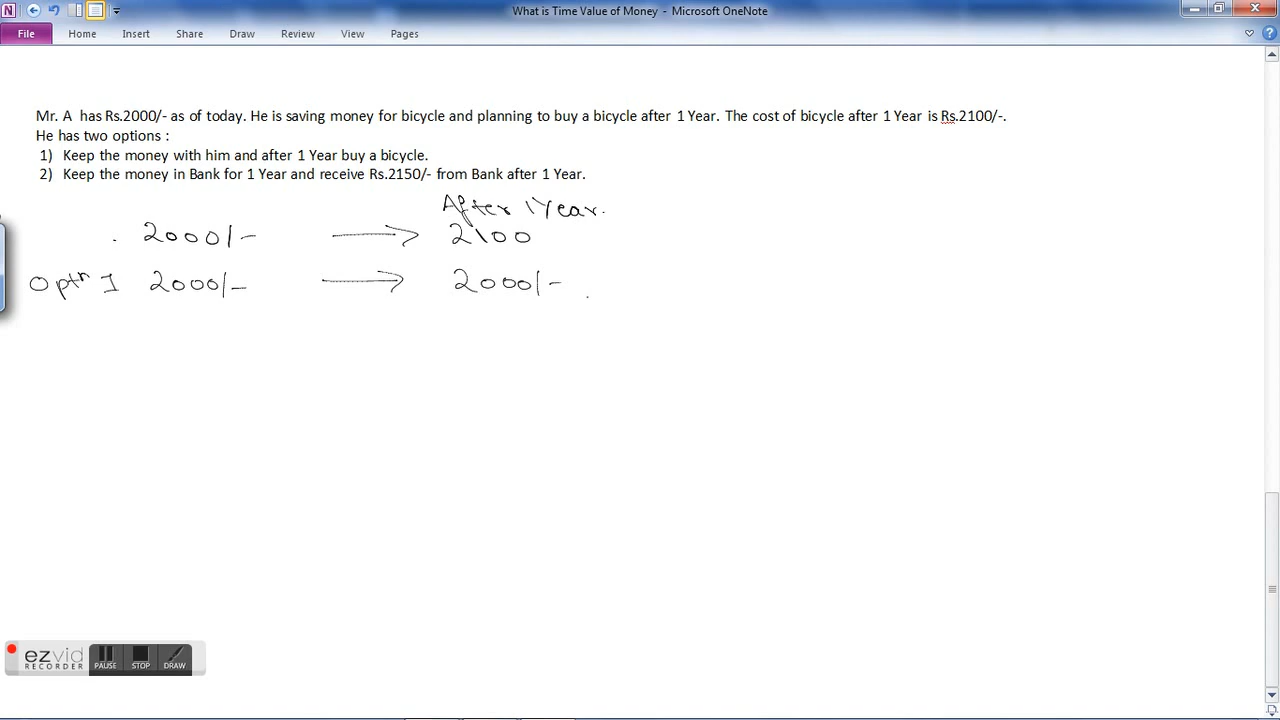 What is Time Value of Money - Microsoft OneNote
File Home Insert Share Draw Review View Pages
Mr. A has Rs.2000/- as of today. He is saving money for bicycle and planning to buy a bicycle after 1 Year. The cost of bicycle after 1 Year is Rs.2100/-.
He has two options :
1) Keep the money with him and after 1 Year buy a bicycle.
2) Keep the money in Bank for 1 Year and receive Rs.2150/- from Bank after 1 Year.
After 1 Year.
2000/- → 2100
Optn I 2000/- → 2000/-
ezvid
RECORDER
PAUSE STOP DRAW